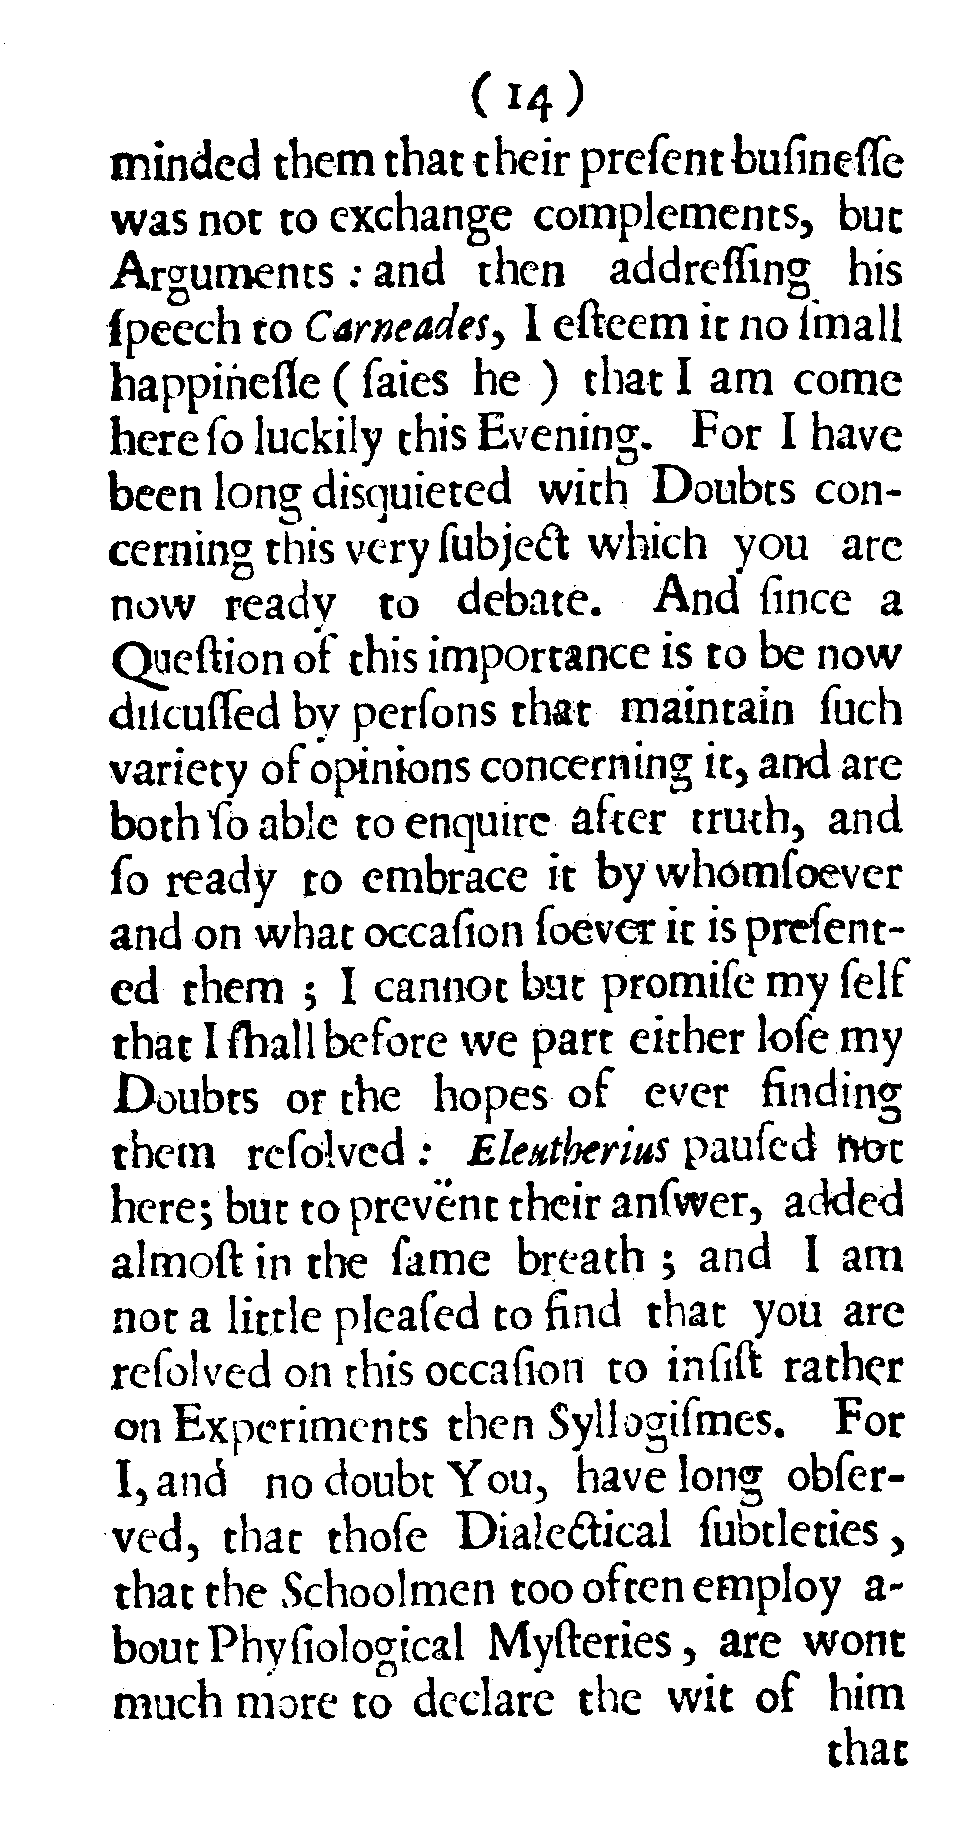 ( 14 )
minded them that their preſent buſineſſe
was not to exchange complements, but
Arguments : and then addreſſing his
ſpeech to Carneades, I eſteem it no ſmall
happineſſe ( ſaies he ) that I am come
here ſo luckily this Evening. For I have
been long disquieted with Doubts con-
cerning this very ſubject which you are
now ready to debate. And ſince a
Queſtion of this importance is to be now
diſcuſſed by perſons that maintain ſuch
variety of opinions concerning it, and are
both ſo able to enquire after truth, and
ſo ready to embrace it by whomſoever
and on what occaſion ſoever it is preſent-
ed them ; I cannot but promiſe my ſelf
that I ſhall before we part either loſe my
Doubts or the hopes of ever finding
them reſolved : Eleutherius pauſed not
here; but to prevent their anſwer, added
almoſt in the ſame breath ; and I am
not a little pleaſed to find that you are
reſolved on this occaſion to inſiſt rather
on Experiments then Syllogiſmes. For
I, and no doubt You, have long obſer-
ved, that thoſe Dialectical ſubtleties ,
that the Schoolmen too often employ a-
bout Phyſiological Myſteries , are wont
much more to declare the wit of him
that